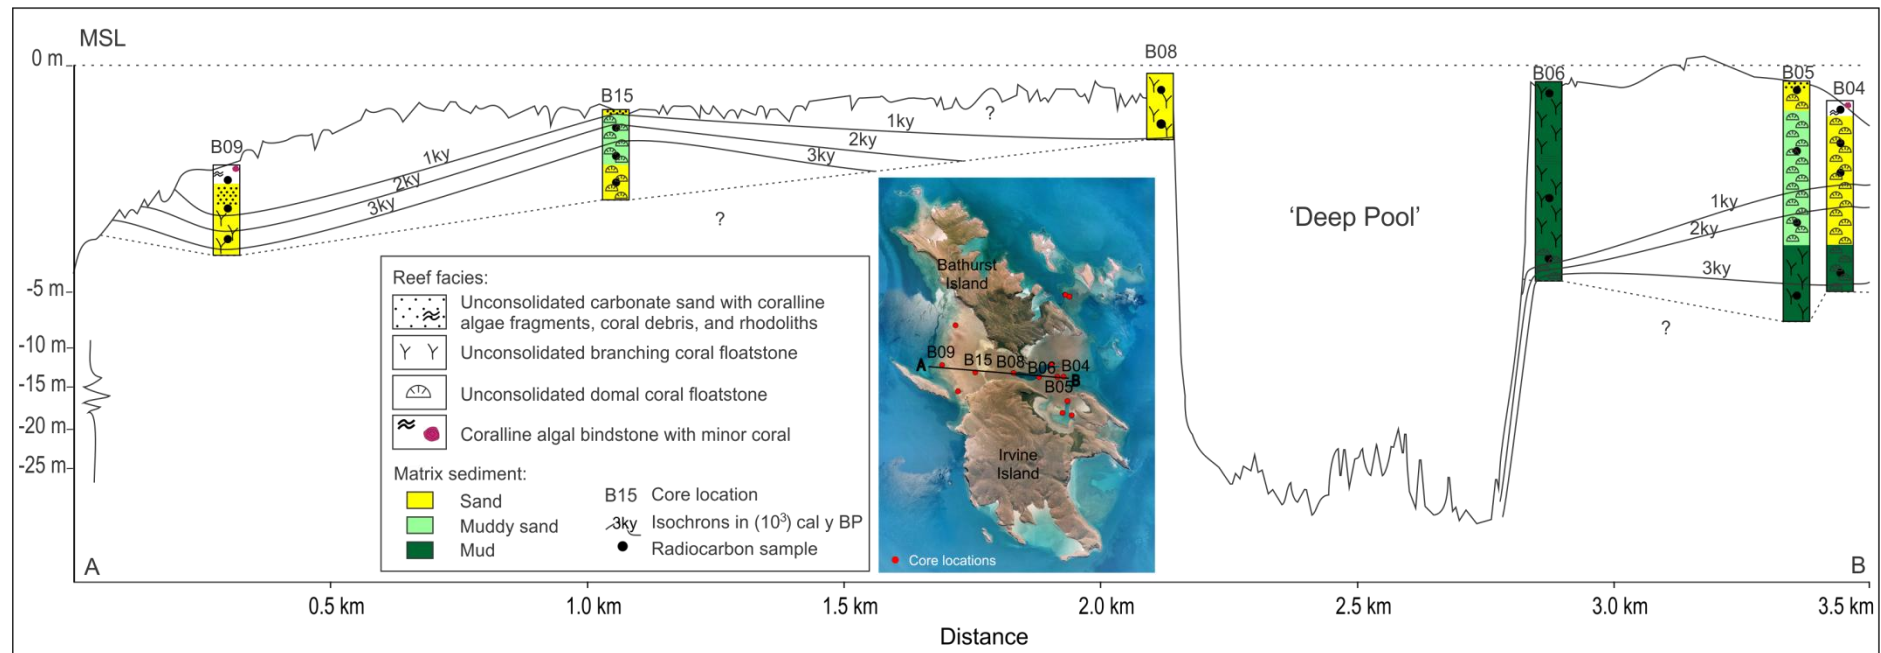 MSL
0 m
-5 m
-10 m
-15 m
-20 m
-25 m
B09
B15
B08
B06
B05
B04
1ky
2ky
3ky
1ky
2ky
3ky
?
?
'Deep Pool'
1ky
2ky
3ky
?
Reef facies:
Unconsolidated carbonate sand with coralline
algae fragments, coral debris, and rhodoliths
Unconsolidated branching coral floatstone
Unconsolidated domal coral floatstone
Coralline algal bindstone with minor coral
Matrix sediment:
Sand
Muddy sand
Mud
B15 Core location
3ky Isochrons in (10³) cal y BP
Radiocarbon sample
Bathurst
Island
A
B09
B15
B08
B06
B04
B05
B
Irvine
Island
Core locations
A
B
0.5 km
1.0 km
1.5 km
2.0 km
2.5 km
3.0 km
3.5 km
Distance